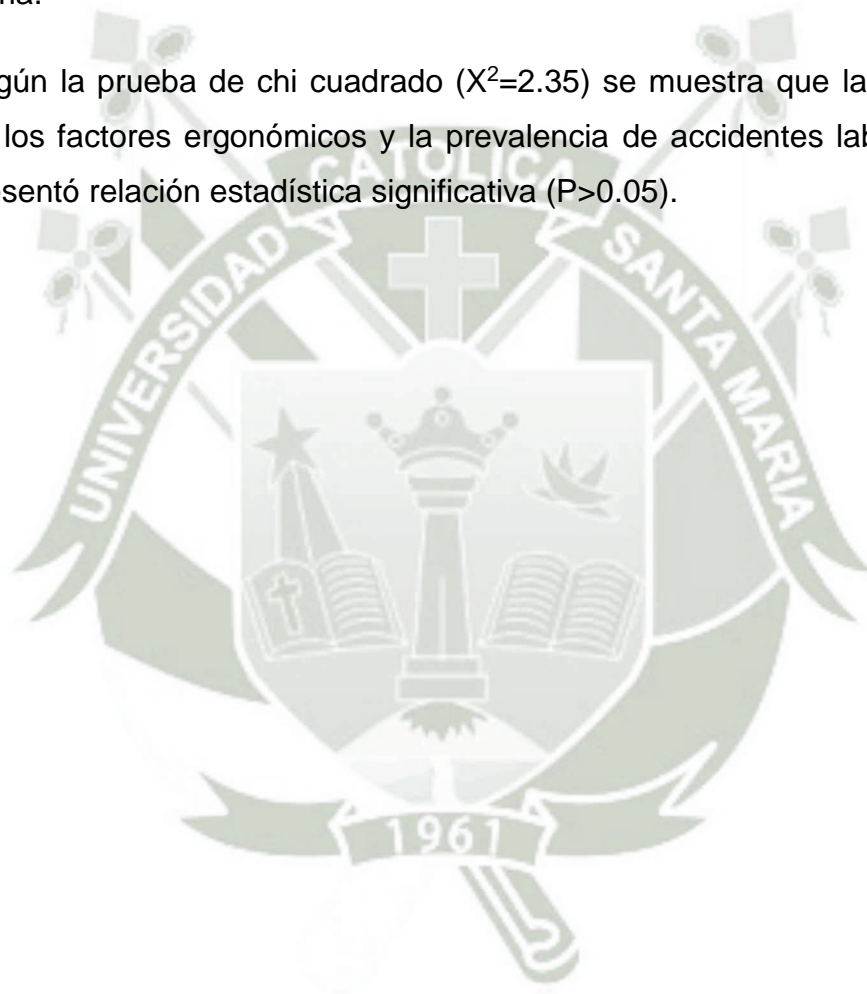 gún la prueba de chi cuadrado (X²=2.35) se muestra que la
los factores ergonómicos y la prevalencia de accidentes lab
esentó relación estadística significativa (P>0.05).
CATOLICA
UNIVERSIDAD
SANTA MARIA
1961